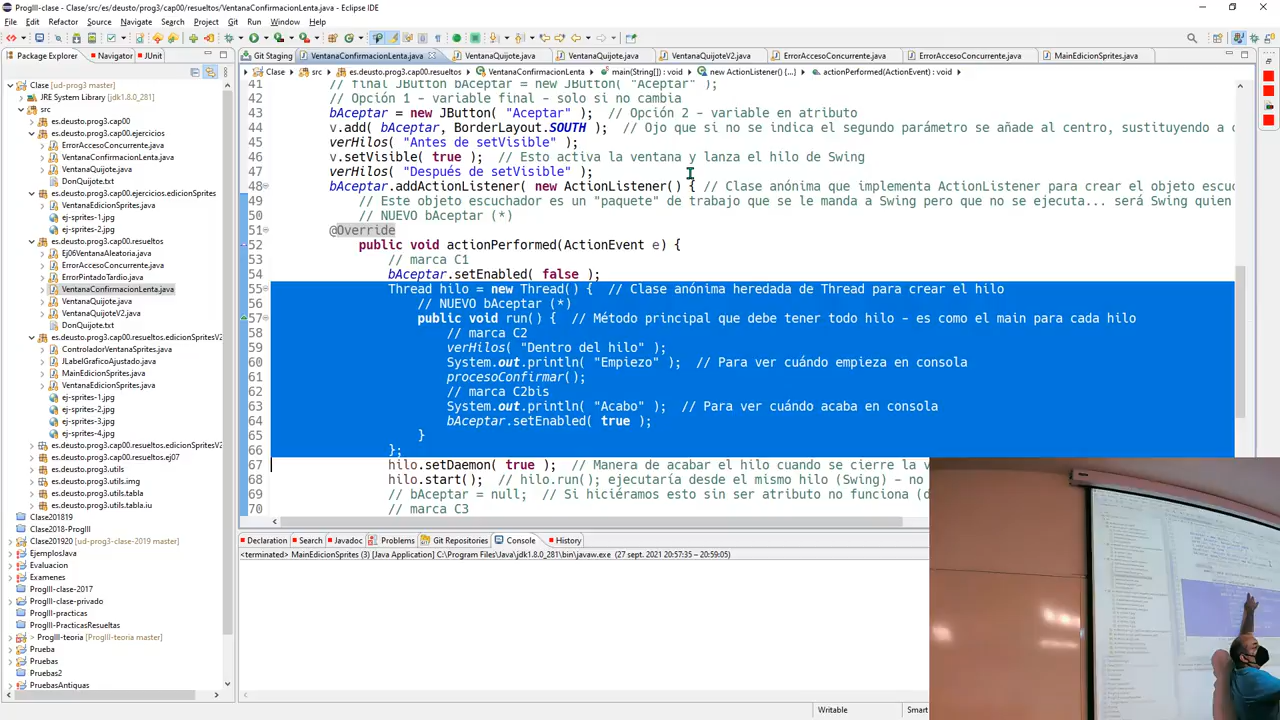 ProgIII-clase - Clase/src/es/deusto/prog3/cap00/resueltos/VentanaConfirmacionLenta.java - Eclipse IDE
File Edit Refactor Source Navigate Search Project Git Run Window Help
Package Explorer Navigator JUnit
Git Staging VentanaConfirmacionLenta.java VentanaQuijote.java VentanaQuijote.java VentanaQuijoteV2.java ErrorAccesoConcurrente.java ErrorAccesoConcurrente.java MainEdicionSprites.java
Clase src es.deusto.prog3.cap00.resueltos VentanaConfirmacionLenta main(String[]) : void new ActionListener() {...} actionPerformed(ActionEvent) : void
Clase [ud-prog3 master]
JRE System Library [jdk1.8.0_281]
src
es.deusto.prog3.cap00
es.deusto.prog3.cap00.ejercicios
ErrorAccesoConcurrente.java
VentanaConfirmacionLenta.java
VentanaQuijote.java
DonQuijote.txt
es.deusto.prog3.cap00.ejercicios.edicionSprites
VentanaEdicionSprites.java
ej-sprites-1.jpg
ej-sprites-2.jpg
es.deusto.prog3.cap00.resueltos
Ej06VentanaAleatoria.java
ErrorAccesoConcurrente.java
ErrorPintadoTardio.java
VentanaConfirmacionLenta.java
VentanaQuijote.java
VentanaQuijoteV2.java
DonQuijote.txt
es.deusto.prog3.cap00.resueltos.edicionSpritesV2
ControladorVentanaSprites.java
JLabelGraficoAjustado.java
MainEdicionSprites.java
VentanaEdicionSprites.java
ej-sprites-1.jpg
ej-sprites-2.jpg
ej-sprites-3.jpg
ej-sprites-4.jpg
es.deusto.prog3.cap00.resueltos.edicionSpritesV2
es.deusto.prog3.cap00.resueltos.ej07
es.deusto.prog3.utils
es.deusto.prog3.utils.img
es.deusto.prog3.utils.tabla
es.deusto.prog3.utils.tabla.iu
Clase201819
Clase2018-ProgIII
Clase201920 [ud-prog3-clase-2019 master]
EjemplosJava
Evaluacion
Examenes
ProgIII-clase-2017
ProgIII-clase-privado
ProgIII-practicas
ProgIII-clasesResueltas
> ProgIII-teoria [ProgIII-teoria master]
Prueba
Pruebas
Pruebas2
PruebasAntiguas
41 // final JButton bAceptar = new JButton( "Aceptar" );
42 // Opción 1 - variable final - solo si no cambia
43 bAceptar = new JButton( "Aceptar" ); // Opción 2 - variable en atributo
44 v.add( bAceptar, BorderLayout.SOUTH ); // Ojo que si no se indica el segundo parámetro se añade al centro, sustituyendo a
45 verHilos( "Antes de setVisible" );
46 v.setVisible( true ); // Esto activa la ventana y lanza el hilo de Swing
47 verHilos( "Después de setVisible" );
48 bAceptar.addActionListener( new ActionListener() { // Clase anónima que implementa ActionListener para crear el objeto escu
49 // Este objeto escuchador es un "paquete" de trabajo que se le manda a Swing pero que no se ejecuta... será Swing quien
50 // NUEVO bAceptar (*)
51 @Override
52 public void actionPerformed(ActionEvent e) {
53 // marca C1
54 bAceptar.setEnabled( false );
55 Thread hilo = new Thread() { // Clase anónima heredada de Thread para crear el hilo
56 // NUEVO bAceptar (*)
57 public void run() { // Método principal que debe tener todo hilo - es como el main para cada hilo
58 // marca C2
59 verHilos( "Dentro del hilo" );
60 System.out.println( "Empiezo" ); // Para ver cuándo empieza en consola
61 procesoConfirmar();
62 // marca C2bis
63 System.out.println( "Acabo" ); // Para ver cuándo acaba en consola
64 bAceptar.setEnabled( true );
65 }
66 };
67 hilo.setDaemon( true ); // Manera de acabar el hilo cuando se cierre la v
68 hilo.start(); // hilo.run(); ejecutaría desde el mismo hilo (Swing) - no
69 // bAceptar = null; // Si hiciéramos esto sin ser atributo no funciona (d
70 // marca C3
Declaration Search Javadoc Problems Git Repositories Console History
<terminated> MainEdicionSprites (3) [Java Application] C:\Program Files\Java\jdk1.8.0_281\bin\javaw.exe (27 sept. 2021 20:57:35 – 20:59:05)
Writable Smart